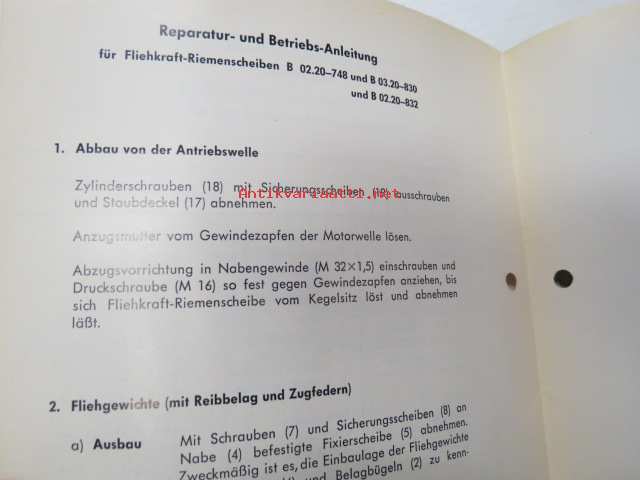 Reparatur- und Betriebs-Anleitung
für Fliehkraft-Riemenscheiben B 02.20–748 und B 03.20–830
und B 02.20–832
1. Abbau von der Antriebswelle
Zylinderschrauben (18) mit Sicherungsscheiben (19) ausschrauben
und Staubdeckel (17) abnehmen.
Antikvariaatti.net
Anzugsmutter vom Gewindezapfen der Motorwelle lösen.
Abzugsvorrichtung in Nabengewinde (M 32×1,5) einschrauben und
Druckschraube (M 16) so fest gegen Gewindezapfen anziehen, bis
sich Fliehkraft-Riemenscheibe vom Kegelsitz löst und abnehmen
läßt.
2. Fliehgewichte (mit Reibbelag und Zugfedern)
a) Ausbau Mit Schrauben (7) und Sicherungsscheiben (8) an
Nabe (4) befestigte Fixierscheibe (5) abnehmen.
Zweckmäßig ist es, die Einbaulage der Fliehgewichte
und Belagbügeln (2) zu kenn-